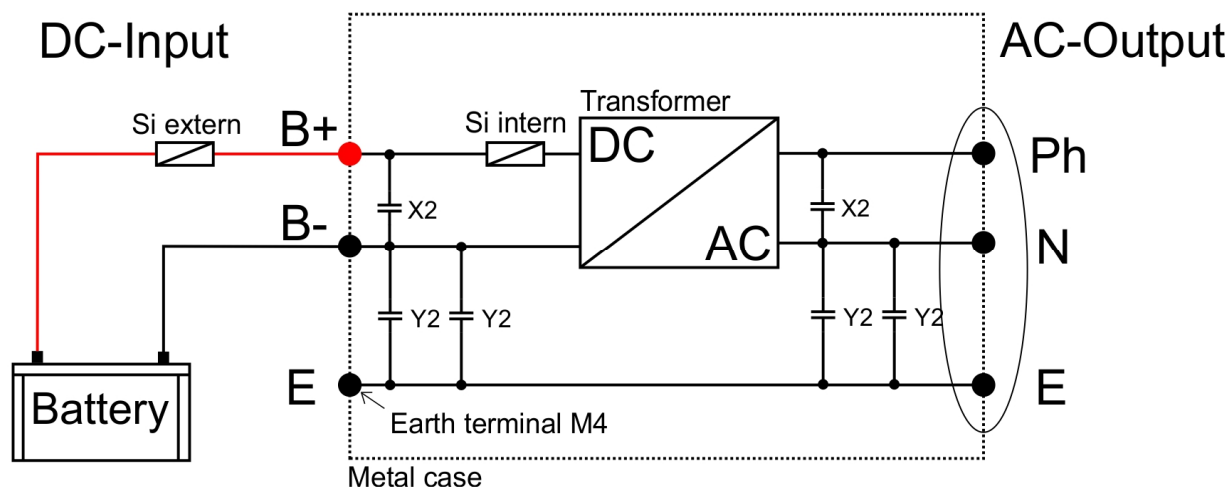 DC-Input
AC-Output
Transformer
Si extern
B+
Si intern
DC
Ph
X2
X2
B-
AC
N
Y2
Y2
Y2
Y2
Battery
E
E
Earth terminal M4
Metal case